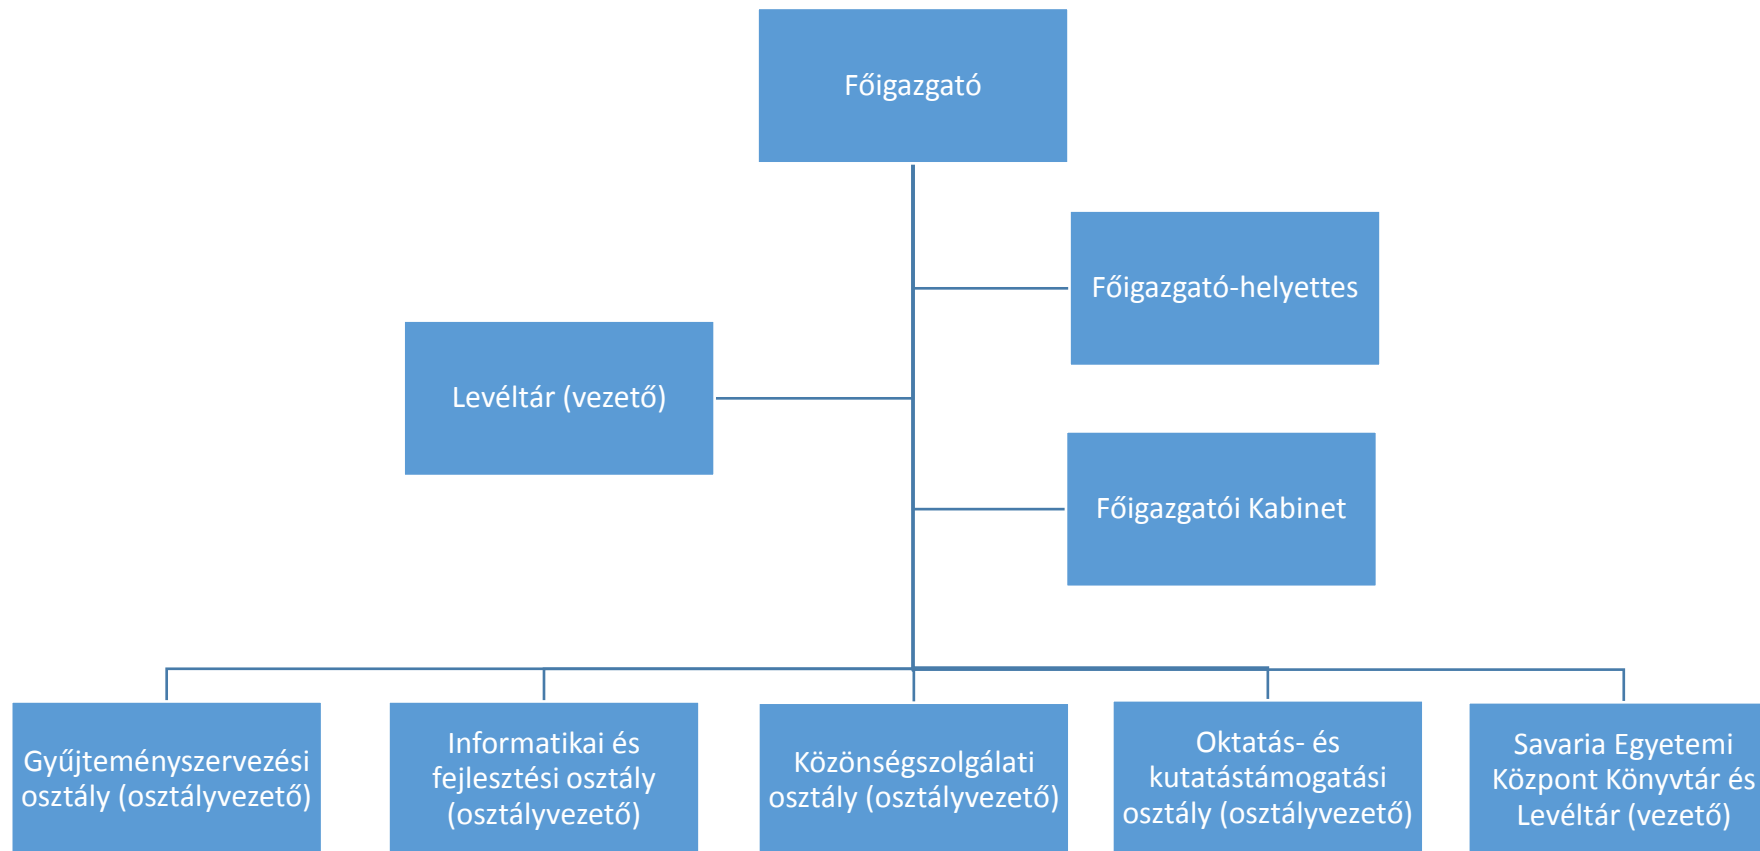 Főigazgató
Főigazgató-helyettes
Levéltár (vezető)
Főigazgatói Kabinet
Gyűjteményszervezési
osztály (osztályvezető)
Informatikai és
fejlesztési osztály
(osztályvezető)
Közönségszolgálati
osztály (osztályvezető)
Oktatás- és
kutatástámogatási
osztály (osztályvezető)
Savaria Egyetemi
Központ Könyvtár és
Levéltár (vezető)